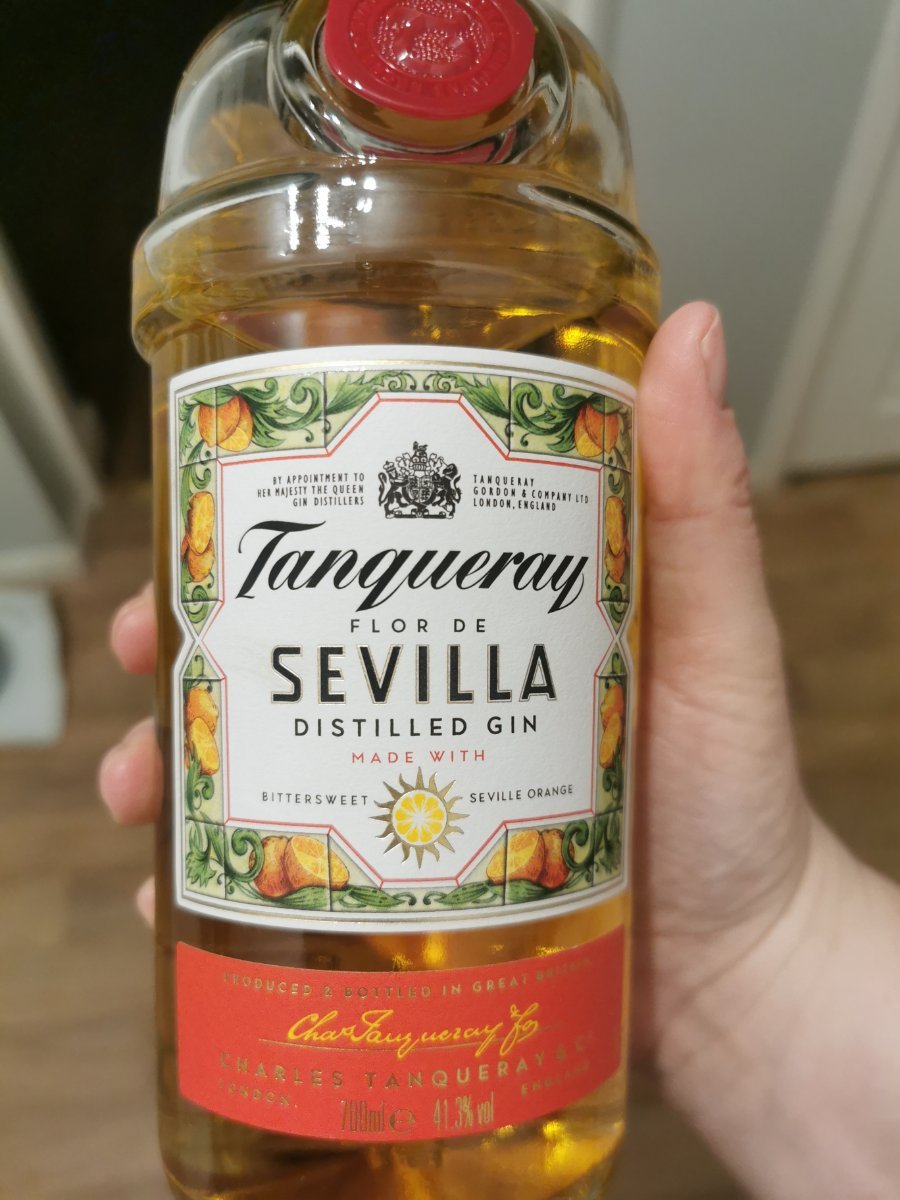 BY APPOINTMENT TO
HER MAJESTY THE QUEEN
GIN DISTILLERS
TANQUERAY
GORDON & COMPANY LTD
LONDON, ENGLAND
Tanqueray
FLOR DE
SEVILLA
DISTILLED GIN
MADE WITH
BITTERSWEET SEVILLE ORANGE
PRODUCED & BOTTLED IN GREAT BRITAIN
Chas Tanqueray & Co
CHARLES TANQUERAY & Co
LONDON. ENGLAND
700ml e 41.3% vol